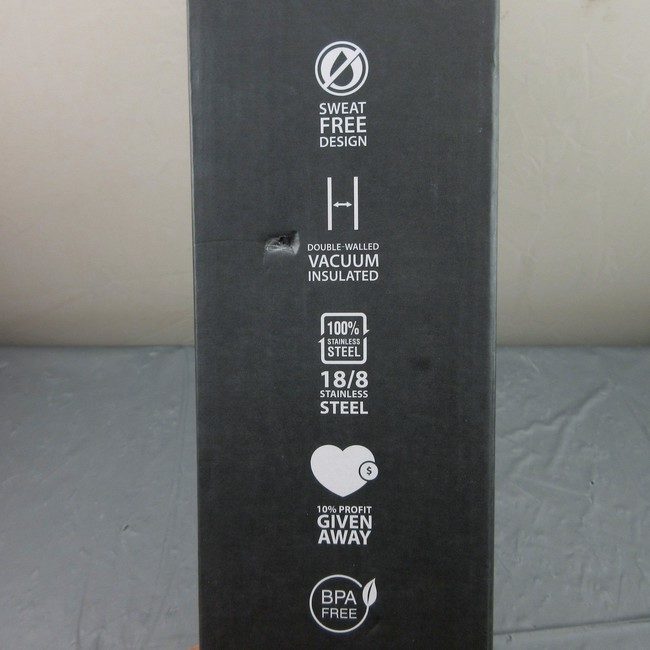 SWEAT
FREE
DESIGN
DOUBLE-WALLED
VACUUM
INSULATED
100%
STAINLESS
STEEL
18/8
STAINLESS
STEEL
$
10% PROFIT
GIVEN
AWAY
BPA
FREE